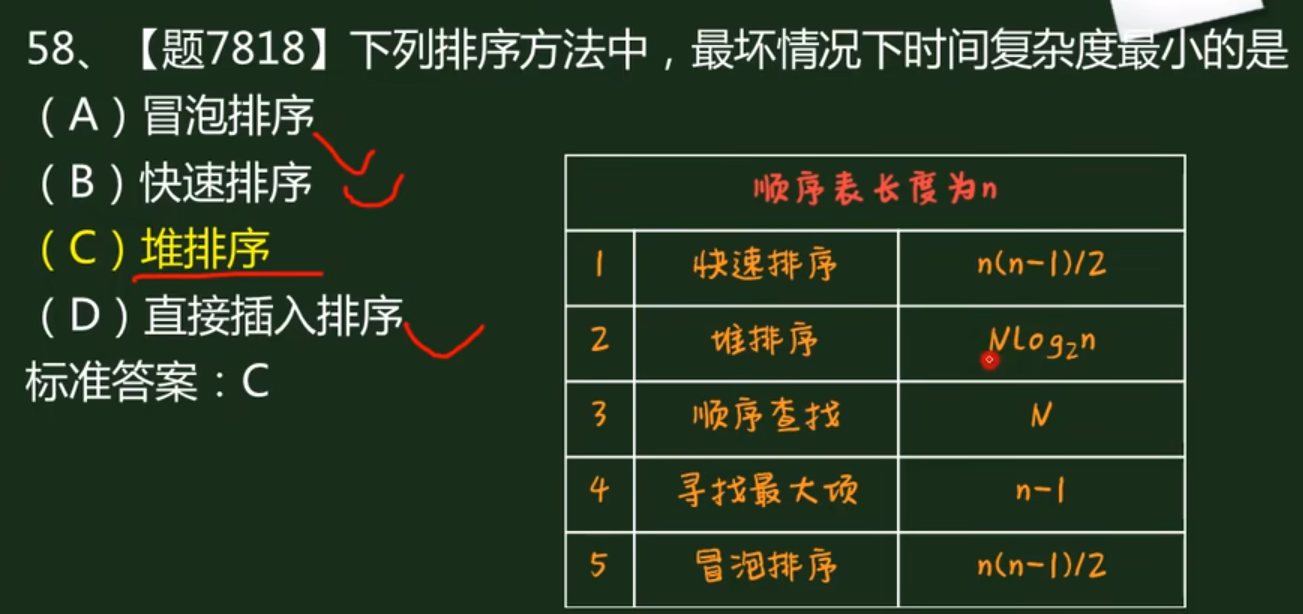 58、【题7818】下列排序方法中，最坏情况下时间复杂度最小的是
（A）冒泡排序
（B）快速排序
（C）堆排序
（D）直接插入排序
标准答案：C
顺序表长度为n
1 快速排序 n(n-1)/2
2 堆排序 Nlog₂n
3 顺序查找 N
4 寻找最大项 n-1
5 冒泡排序 n(n-1)/2